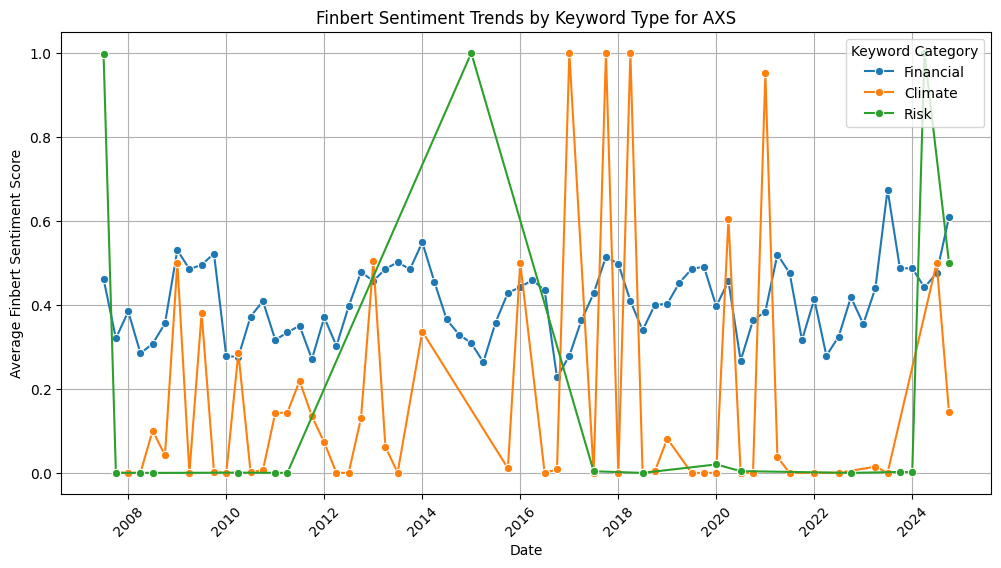 Finbert Sentiment Trends by Keyword Type for AXS
Average Finbert Sentiment Score
1.0
0.8
0.6
0.4
0.2
0.0
Keyword Category
Financial
Climate
Risk
2008
2010
2012
2014
2016
2018
2020
2022
2024
Date